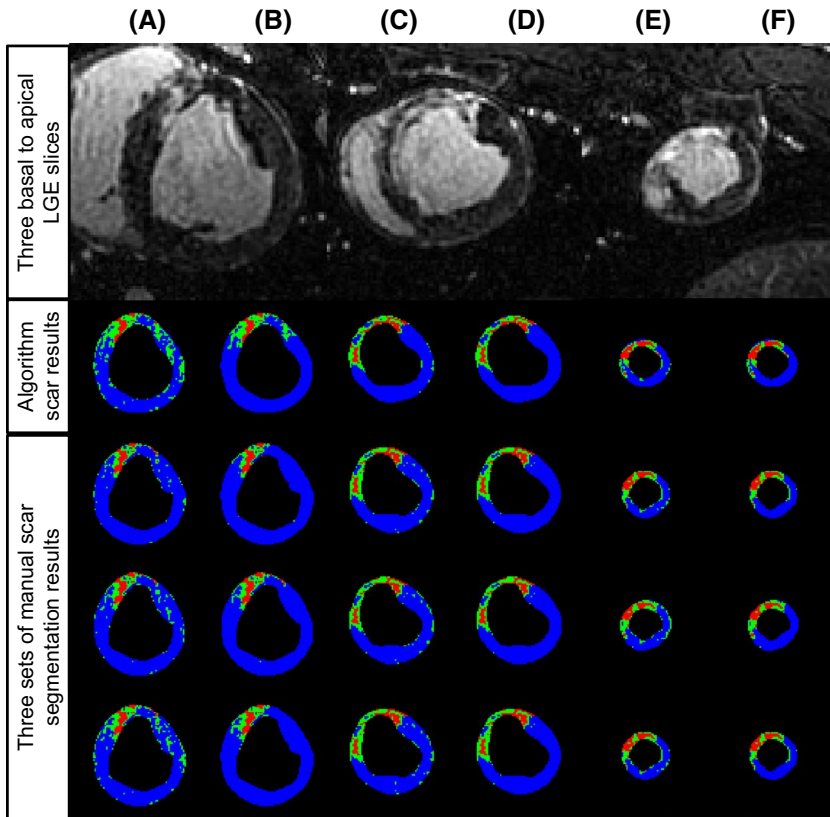 (A) (B) (C) (D) (E) (F)
Three basal to apical
LGE slices
Algorithm
scar results
Three sets of manual scar
segmentation results